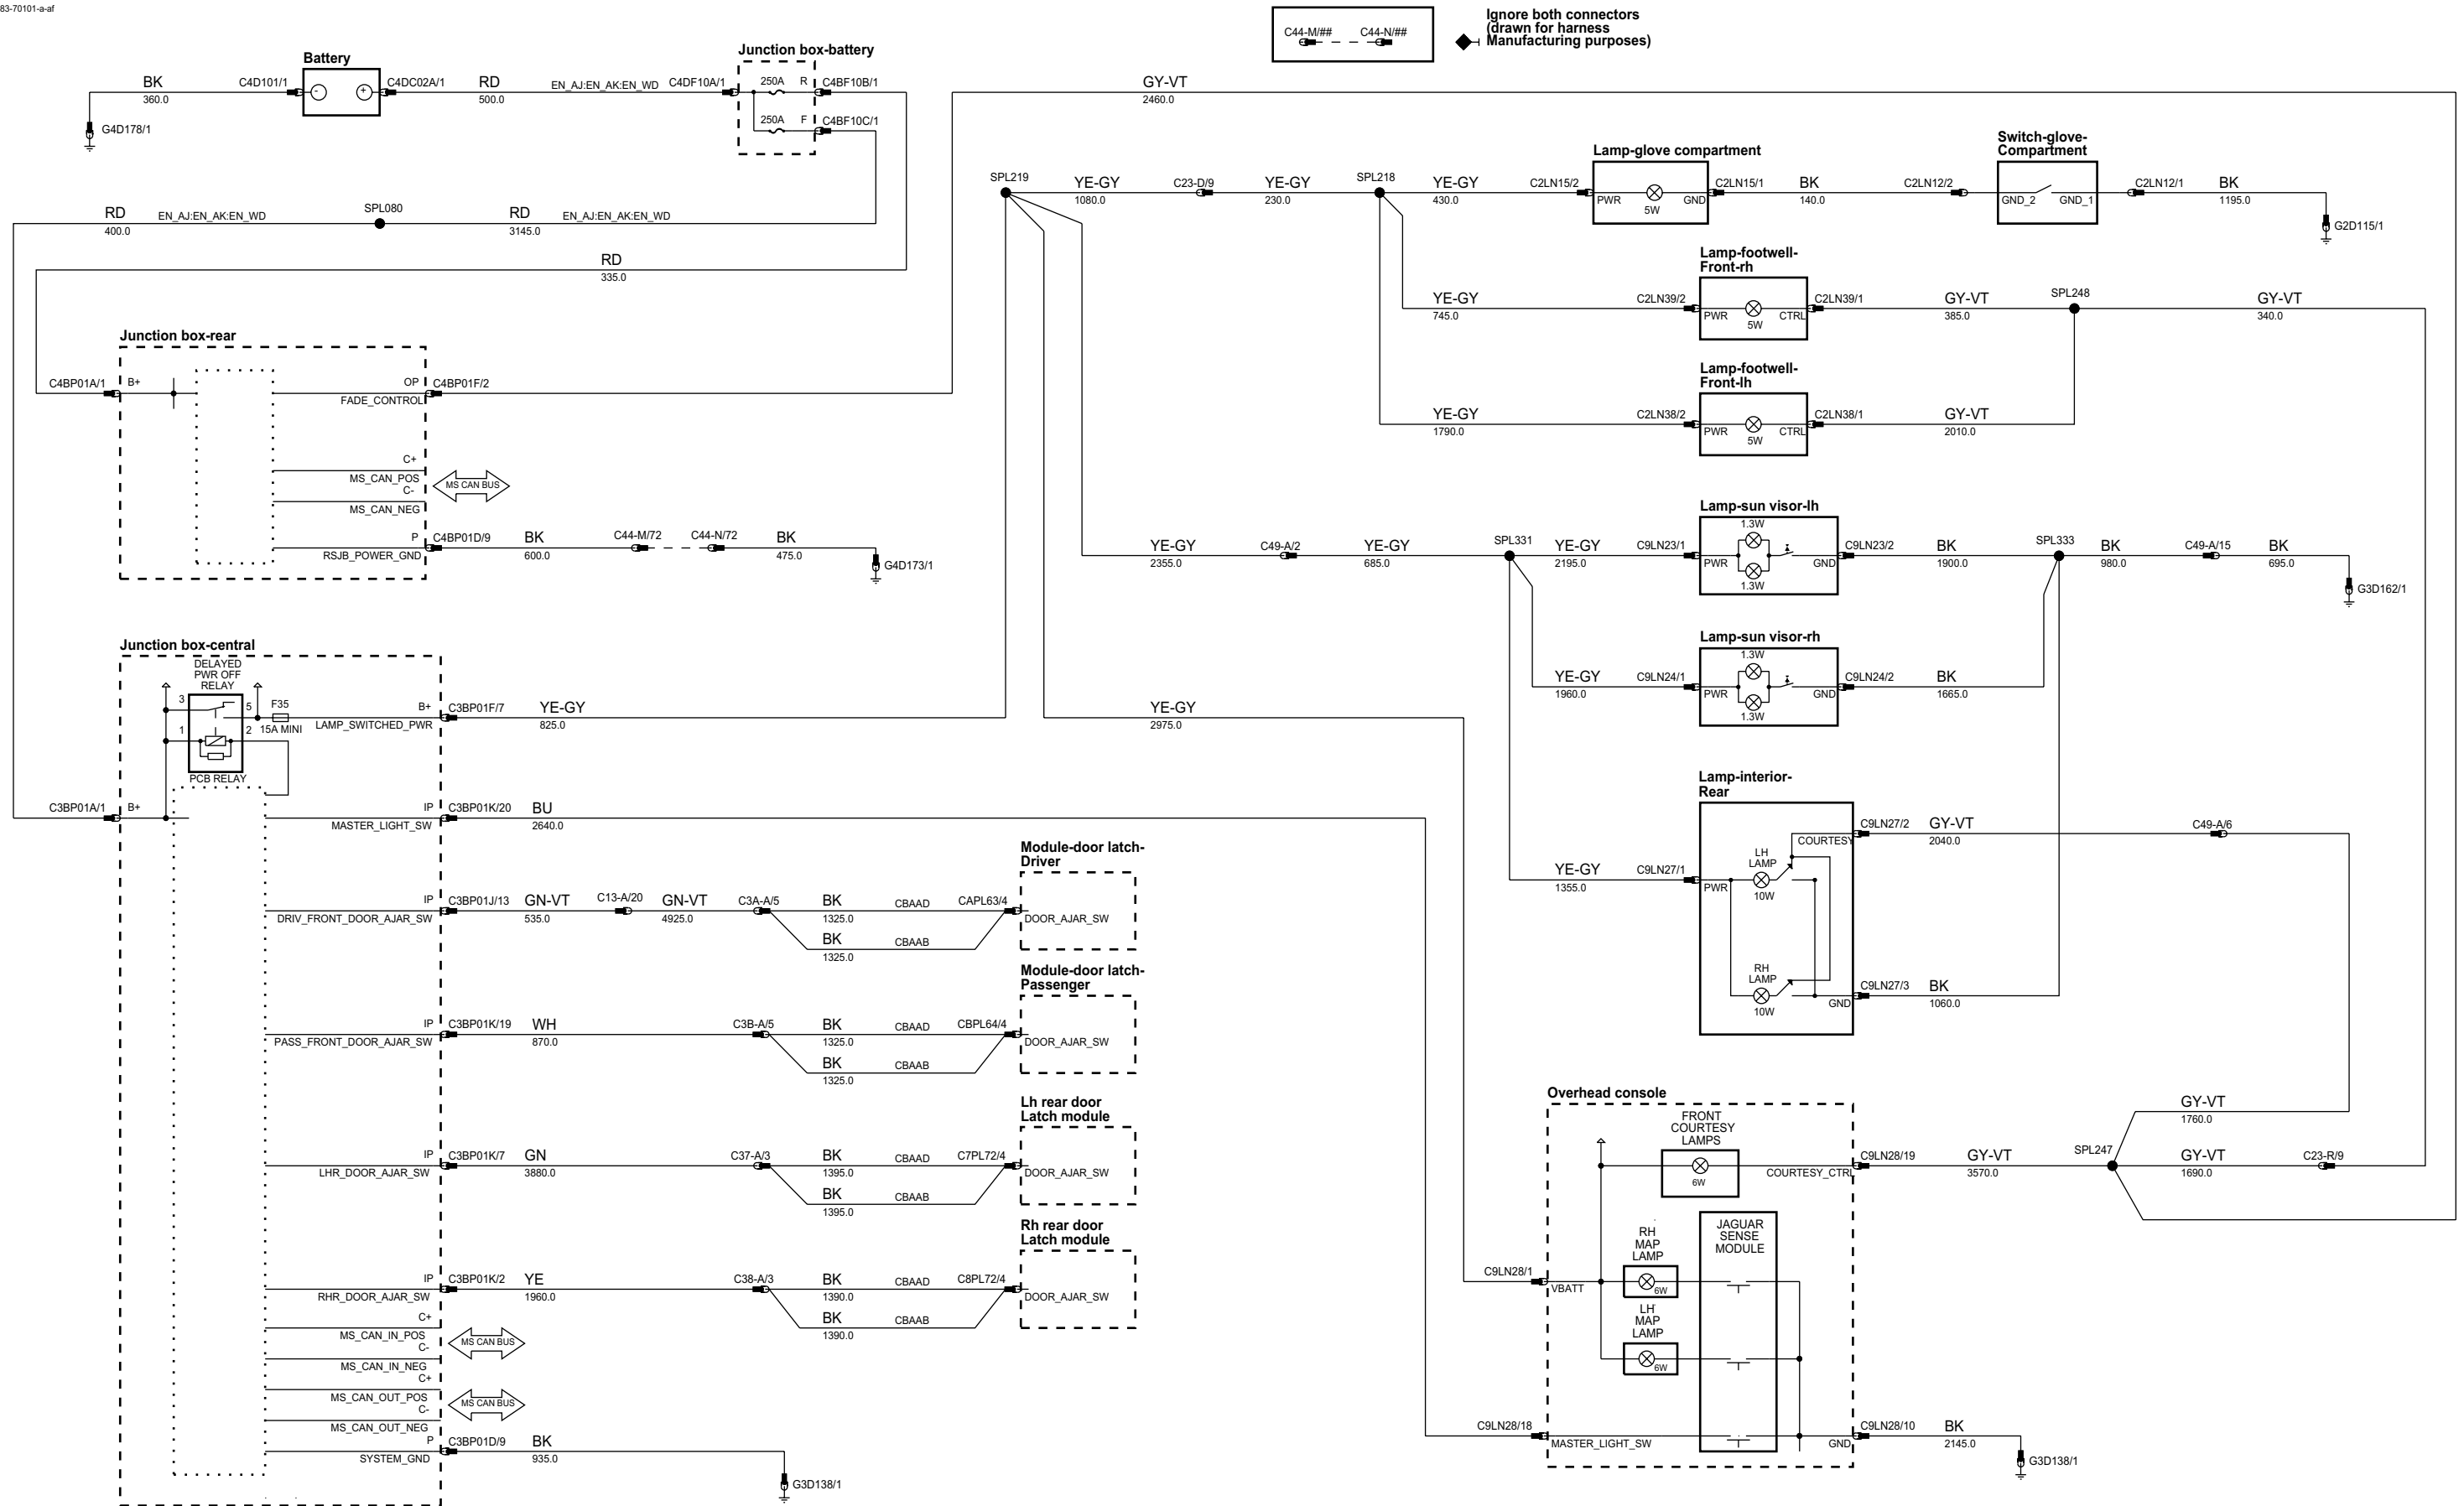 83-70101-a-af
C44-M/##
C44-N/##
Ignore both connectors
(drawn for harness
Manufacturing purposes)
Battery
BK
360.0
C4D101/1
-
+
C4DC02A/1
RD
500.0
EN_AJ:EN_AK:EN_WD
C4DF10A/1
G4D178/1
Junction box-battery
250A
R
C4BF10B/1
250A
F
C4BF10C/1
RD
400.0
EN_AJ:EN_AK:EN_WD
SPL080
RD
3145.0
EN_AJ:EN_AK:EN_WD
RD
335.0
GY-VT
2460.0
SPL219
YE-GY
1080.0
C23-D/9
YE-GY
230.0
SPL218
YE-GY
430.0
C2LN15/2
Lamp-glove compartment
PWR
5W
GND
C2LN15/1
BK
140.0
C2LN12/2
Switch-glove-
Compartment
GND_2
GND_1
C2LN12/1
BK
1195.0
G2D115/1
YE-GY
745.0
C2LN39/2
Lamp-footwell-
Front-rh
PWR
5W
CTRL
C2LN39/1
GY-VT
385.0
SPL248
GY-VT
340.0
YE-GY
1790.0
C2LN38/2
Lamp-footwell-
Front-lh
PWR
5W
CTRL
C2LN38/1
GY-VT
2010.0
Junction box-rear
C4BP01A/1
B+
OP
FADE_CONTROL
C4BP01F/2
C+
MS_CAN_POS
C-
MS_CAN_NEG
MS CAN BUS
P
RSJB_POWER_GND
C4BP01D/9
BK
600.0
C44-M/72
C44-N/72
BK
475.0
G4D173/1
YE-GY
2355.0
C49-A/2
YE-GY
685.0
SPL331
YE-GY
2195.0
C9LN23/1
Lamp-sun visor-lh
1.3W
PWR
GND
1.3W
C9LN23/2
BK
1900.0
SPL333
BK
980.0
C49-A/15
BK
695.0
G3D162/1
YE-GY
1960.0
C9LN24/1
Lamp-sun visor-rh
1.3W
PWR
GND
1.3W
C9LN24/2
BK
1665.0
Junction box-central
DELAYED
PWR OFF
RELAY
3
5
1
2
F35
15A MINI
PCB RELAY
B+
LAMP_SWITCHED_PWR
C3BP01F/7
YE-GY
825.0
YE-GY
2975.0
C3BP01A/1
B+
IP
MASTER_LIGHT_SW
C3BP01K/20
BU
2640.0
Lamp-interior-
Rear
YE-GY
1355.0
C9LN27/1
PWR
LH
LAMP
10W
COURTESY
C9LN27/2
GY-VT
2040.0
C49-A/6
RH
LAMP
10W
GND
C9LN27/3
BK
1060.0
IP
DRIV_FRONT_DOOR_AJAR_SW
C3BP01J/13
GN-VT
535.0
C13-A/20
GN-VT
4925.0
C3A-A/5
BK
1325.0
CBAAD
BK
1325.0
CBAAB
CAPL63/4
Module-door latch-
Driver
DOOR_AJAR_SW
IP
PASS_FRONT_DOOR_AJAR_SW
C3BP01K/19
WH
870.0
C3B-A/5
BK
1325.0
CBAAD
BK
1325.0
CBAAB
CBPL64/4
Module-door latch-
Passenger
DOOR_AJAR_SW
IP
LHR_DOOR_AJAR_SW
C3BP01K/7
GN
3880.0
C37-A/3
BK
1395.0
CBAAD
BK
1395.0
CBAAB
C7PL72/4
Lh rear door
Latch module
DOOR_AJAR_SW
IP
RHR_DOOR_AJAR_SW
C3BP01K/2
YE
1960.0
C38-A/3
BK
1390.0
CBAAD
BK
1390.0
CBAAB
C8PL72/4
Rh rear door
Latch module
DOOR_AJAR_SW
C+
MS_CAN_IN_POS
C-
MS_CAN_IN_NEG
MS CAN BUS
C+
MS_CAN_OUT_POS
C-
MS_CAN_OUT_NEG
MS CAN BUS
P
SYSTEM_GND
C3BP01D/9
BK
935.0
G3D138/1
Overhead console
FRONT
COURTESY
LAMPS
6W
COURTESY_CTRL
C9LN28/19
GY-VT
3570.0
SPL247
GY-VT
1760.0
GY-VT
1690.0
C23-R/9
C9LN28/1
VBATT
RH
MAP
LAMP
6W
LH
MAP
LAMP
6W
JAGUAR
SENSE
MODULE
C9LN28/18
MASTER_LIGHT_SW
GND
C9LN28/10
BK
2145.0
G3D138/1